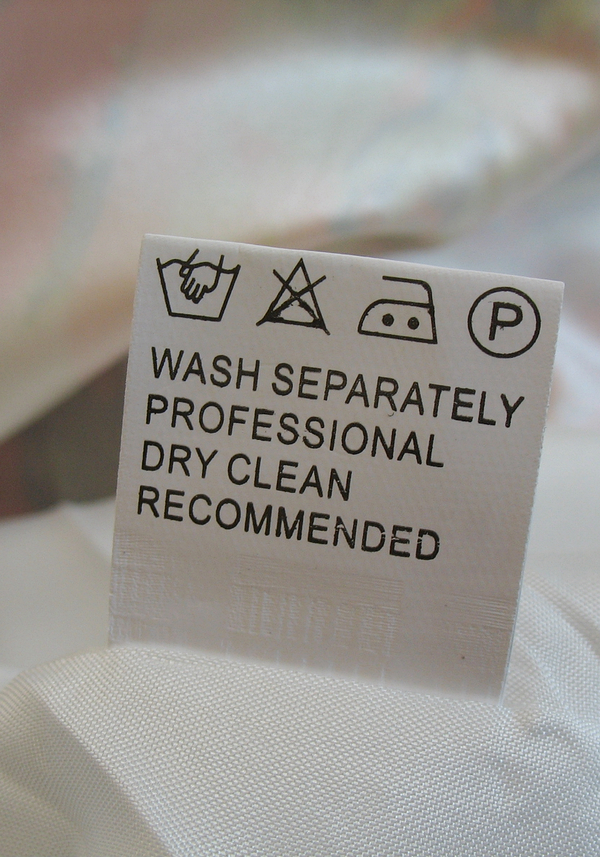 P
WASH SEPARATELY
PROFESSIONAL
DRY CLEAN
RECOMMENDED